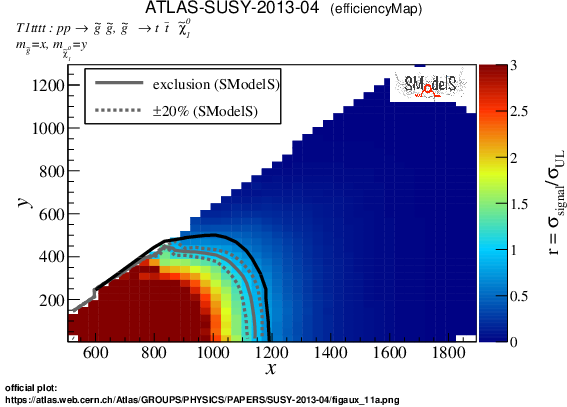 ATLAS-SUSY-2013-04 (efficiencyMap)
T1tttt : pp → g̃ g̃, g̃ → t t̄ χ̃₁⁰
m_g̃=x, m_χ̃₁⁰=y
exclusion (SModelS)
±20% (SModelS)
SModelS
y
1200
1000
800
600
400
200
600 800 1000 1200 1400 1600 1800
x
3
2.5
2
1.5
1
0.5
0
r = σ_signal/σ_UL
official plot:
https://atlas.web.cern.ch/Atlas/GROUPS/PHYSICS/PAPERS/SUSY-2013-04/figaux_11a.png